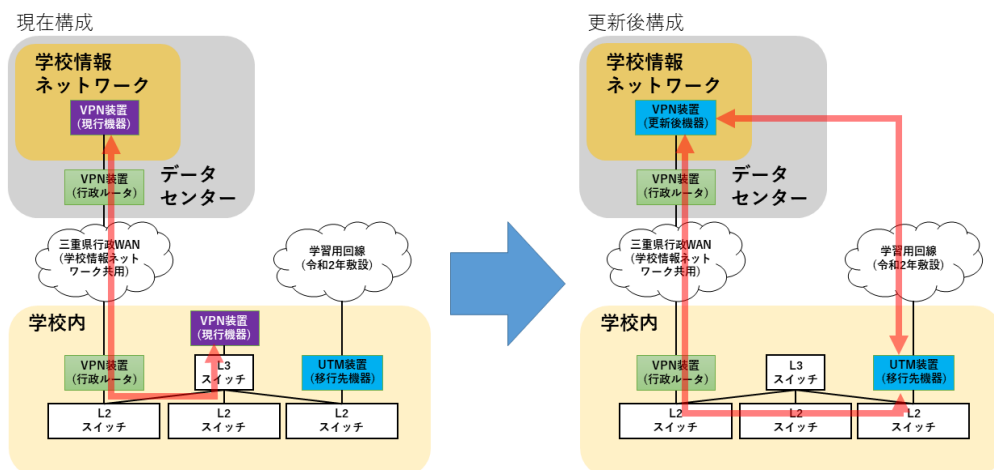 現在構成
学校情報
ネットワーク
VPN装置
(現行機器)
VPN装置
(行政ルータ)
データ
センター
三重県行政WAN
(学校情報ネット
ワーク共用)
学習用回線
(令和2年敷設)
学校内
VPN装置
(現行機器)
VPN装置
(行政ルータ)
L3
スイッチ
UTM装置
(移行先機器)
L2
スイッチ
L2
スイッチ
L2
スイッチ
更新後構成
学校情報
ネットワーク
VPN装置
(更新後機器)
VPN装置
(行政ルータ)
データ
センター
三重県行政WAN
(学校情報ネット
ワーク共用)
学習用回線
(令和2年敷設)
学校内
VPN装置
(行政ルータ)
L3
スイッチ
UTM装置
(移行先機器)
L2
スイッチ
L2
スイッチ
L2
スイッチ